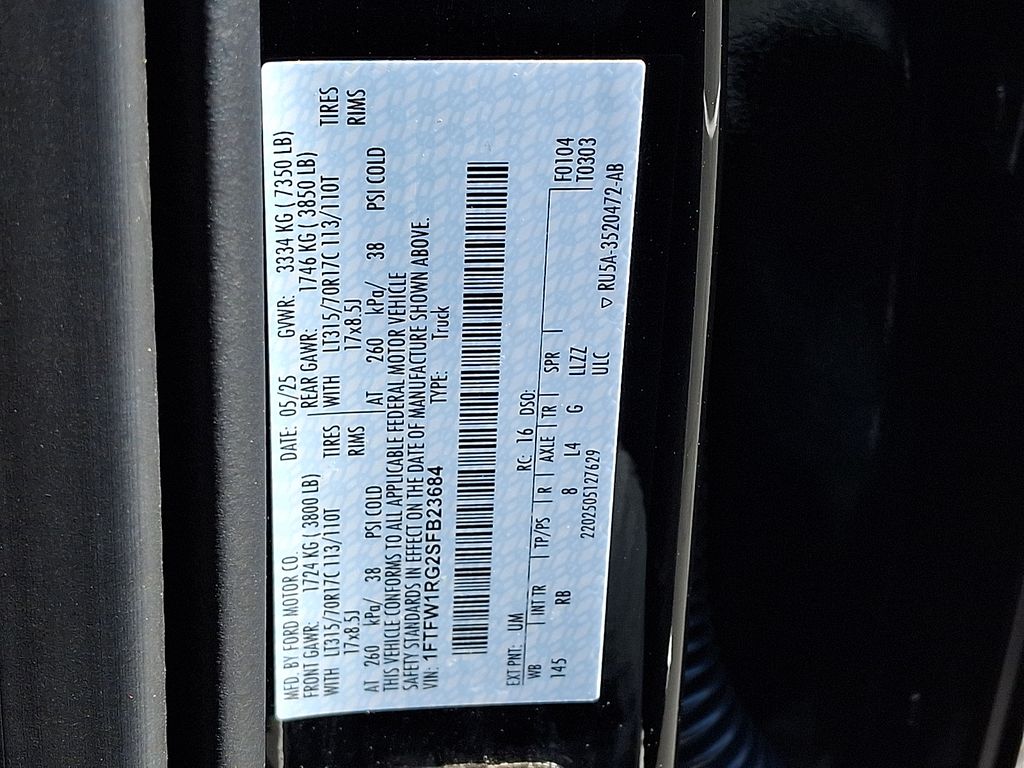 MFD. BY FORD MOTOR CO. DATE: 05/25 GVWR: 3334 KG ( 7350 LB)
FRONT GAWR: 1724 KG ( 3800 LB) REAR GAWR: 1746 KG ( 3850 LB)
WITH LT315/70R17C 113/110T TIRES WITH LT315/70R17C 113/110T TIRES
17x8.5J RIMS 17x8.5J RIMS
AT 260 kPa/ 38 PSI COLD AT 260 kPa/ 38 PSI COLD
THIS VEHICLE CONFORMS TO ALL APPLICABLE FEDERAL MOTOR VEHICLE
SAFETY STANDARDS IN EFFECT ON THE DATE OF MANUFACTURE SHOWN ABOVE.
VIN: 1FTFW1RG2SFB23684 TYPE: Truck
EXT PNT: UM RC: 16 DSO:
WB INT TR TP/PS R AXLE TR SPR F0104
145 RB 8 L4 G LLZZ T0303
2202505127629 ULC ▽ RU5A-3520472-AB